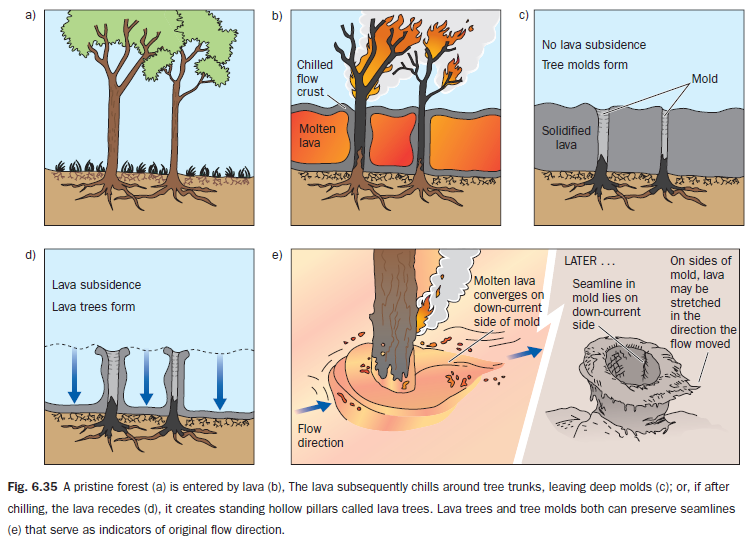 a)
b)
Chilled
flow
crust
Molten
lava
c)
No lava subsidence
Tree molds form
Mold
Solidified
lava
d)
Lava subsidence
Lava trees form
e)
Molten lava
converges on
down-current
side of mold
Flow
direction
LATER ...
Seamline in
mold lies on
down-current
side
On sides of
mold, lava
may be
stretched
in the
direction the
flow moved
Fig. 6.35 A pristine forest (a) is entered by lava (b), The lava subsequently chills around tree trunks, leaving deep molds (c); or, if after
chilling, the lava recedes (d), it creates standing hollow pillars called lava trees. Lava trees and tree molds both can preserve seamlines
(e) that serve as indicators of original flow direction.